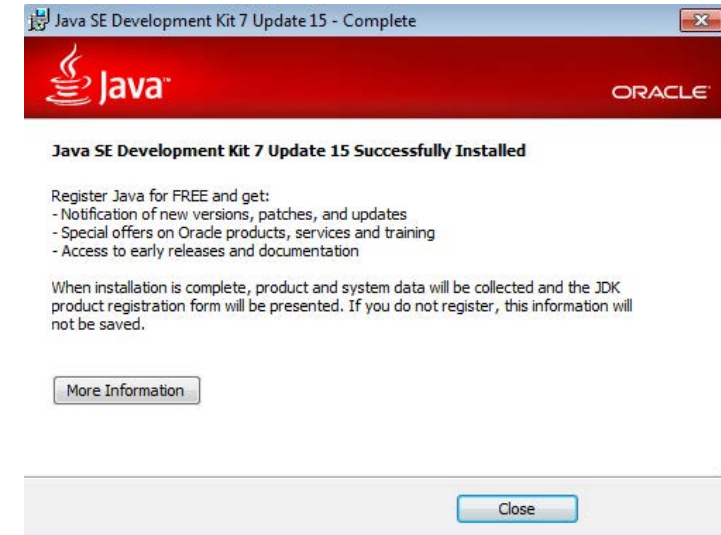 Java SE Development Kit 7 Update 15 - Complete
Java™
ORACLE®
Java SE Development Kit 7 Update 15 Successfully Installed
Register Java for FREE and get:
- Notification of new versions, patches, and updates
- Special offers on Oracle products, services and training
- Access to early releases and documentation
When installation is complete, product and system data will be collected and the JDK
product registration form will be presented. If you do not register, this information will
not be saved.
More Information
Close